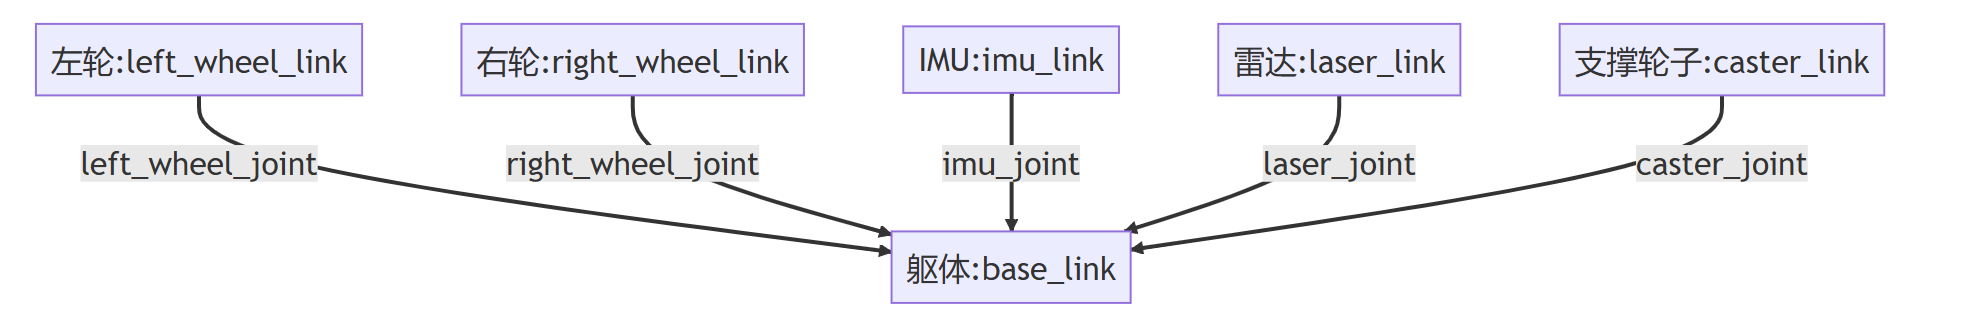 左轮:left_wheel_link
右轮:right_wheel_link
IMU:imu_link
雷达:laser_link
支撑轮子:caster_link
left_wheel_joint
right_wheel_joint
imu_joint
laser_joint
caster_joint
躯体:base_link